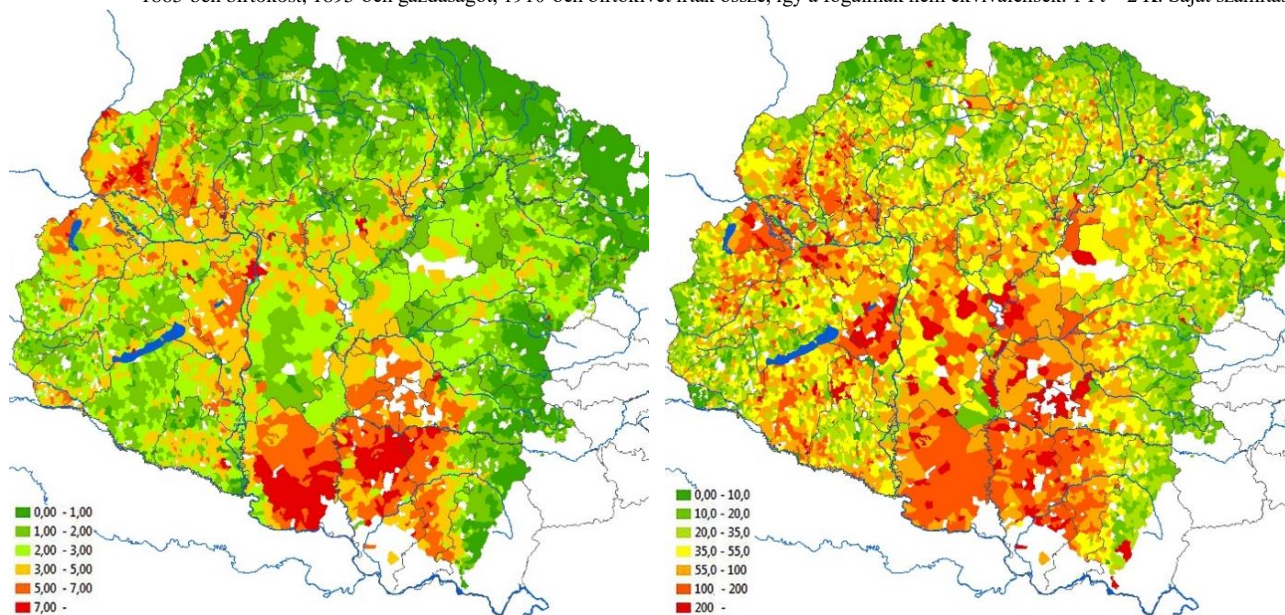 1885-ben birtokost, 1895-ben gazdaságot, 1910-ben birtokívet írtak össze, így a fogalmak nem ekvivalensek. 1 Ft = 2 K. Saját számítás
0,00 - 1,00
1,00 - 2,00
2,00 - 3,00
3,00 - 5,00
5,00 - 7,00
7,00 -
0,00 - 10,0
10,0 - 20,0
20,0 - 35,0
35,0 - 55,0
55,0 - 100
100 - 200
200 -